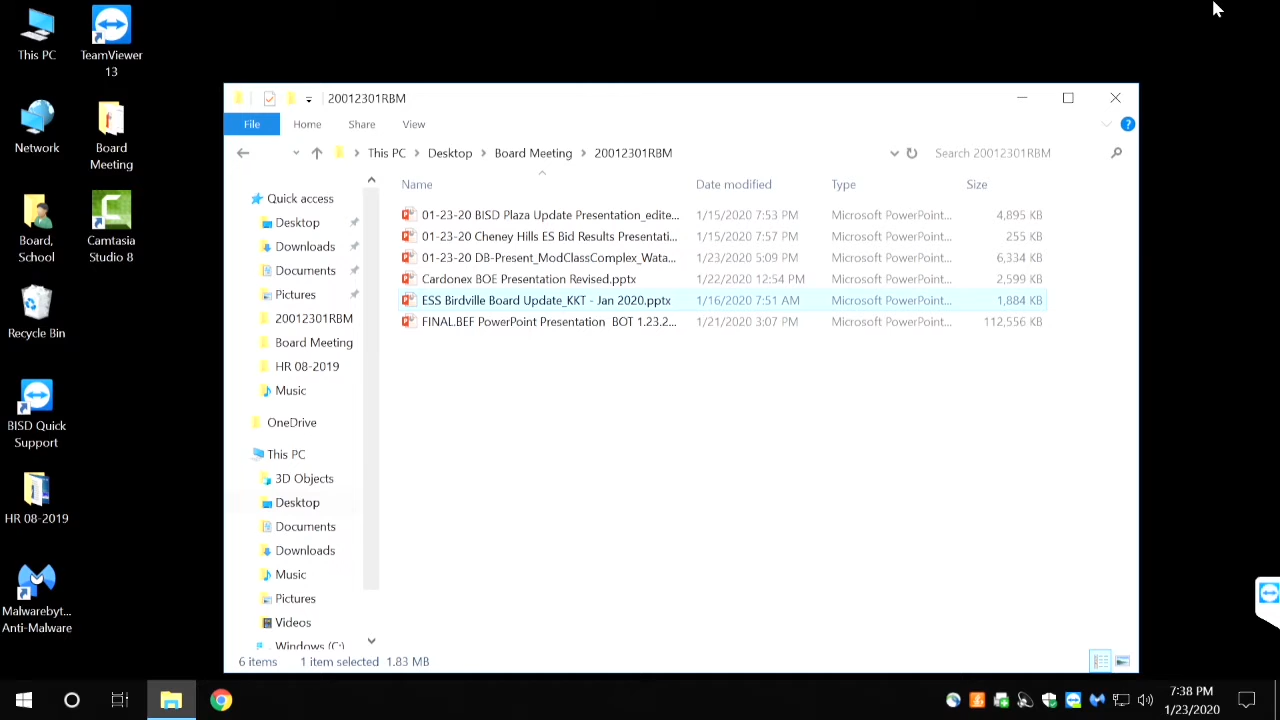 This PC
TeamViewer
13
Network
Board
Meeting
Board,
School
Camtasia
Studio 8
Recycle Bin
BISD Quick
Support
HR 08-2019
Malwarebyt...
Anti-Malware
20012301RBM
File Home Share View
This PC > Desktop > Board Meeting > 20012301RBM
Search 20012301RBM
Quick access
Desktop
Downloads
Documents
Pictures
20012301RBM
Board Meeting
HR 08-2019
Music
OneDrive
This PC
3D Objects
Desktop
Documents
Downloads
Music
Pictures
Videos
Windows (C:)
Name Date modified Type Size
01-23-20 BISD Plaza Update Presentation_edite... 1/15/2020 7:53 PM Microsoft PowerPoint... 4,895 KB
01-23-20 Cheney Hills ES Bid Results Presentati... 1/15/2020 7:57 PM Microsoft PowerPoint... 255 KB
01-23-20 DB-Present_ModClassComplex_Wata... 1/23/2020 5:09 PM Microsoft PowerPoint... 6,334 KB
Cardonex BOE Presentation Revised.pptx 1/22/2020 12:54 PM Microsoft PowerPoint... 2,599 KB
ESS Birdville Board Update_KKT - Jan 2020.pptx 1/16/2020 7:51 AM Microsoft PowerPoint... 1,884 KB
FINAL.BEF PowerPoint Presentation BOT 1.23.2... 1/21/2020 3:07 PM Microsoft PowerPoint... 112,556 KB
6 items 1 item selected 1.83 MB
7:38 PM
1/23/2020